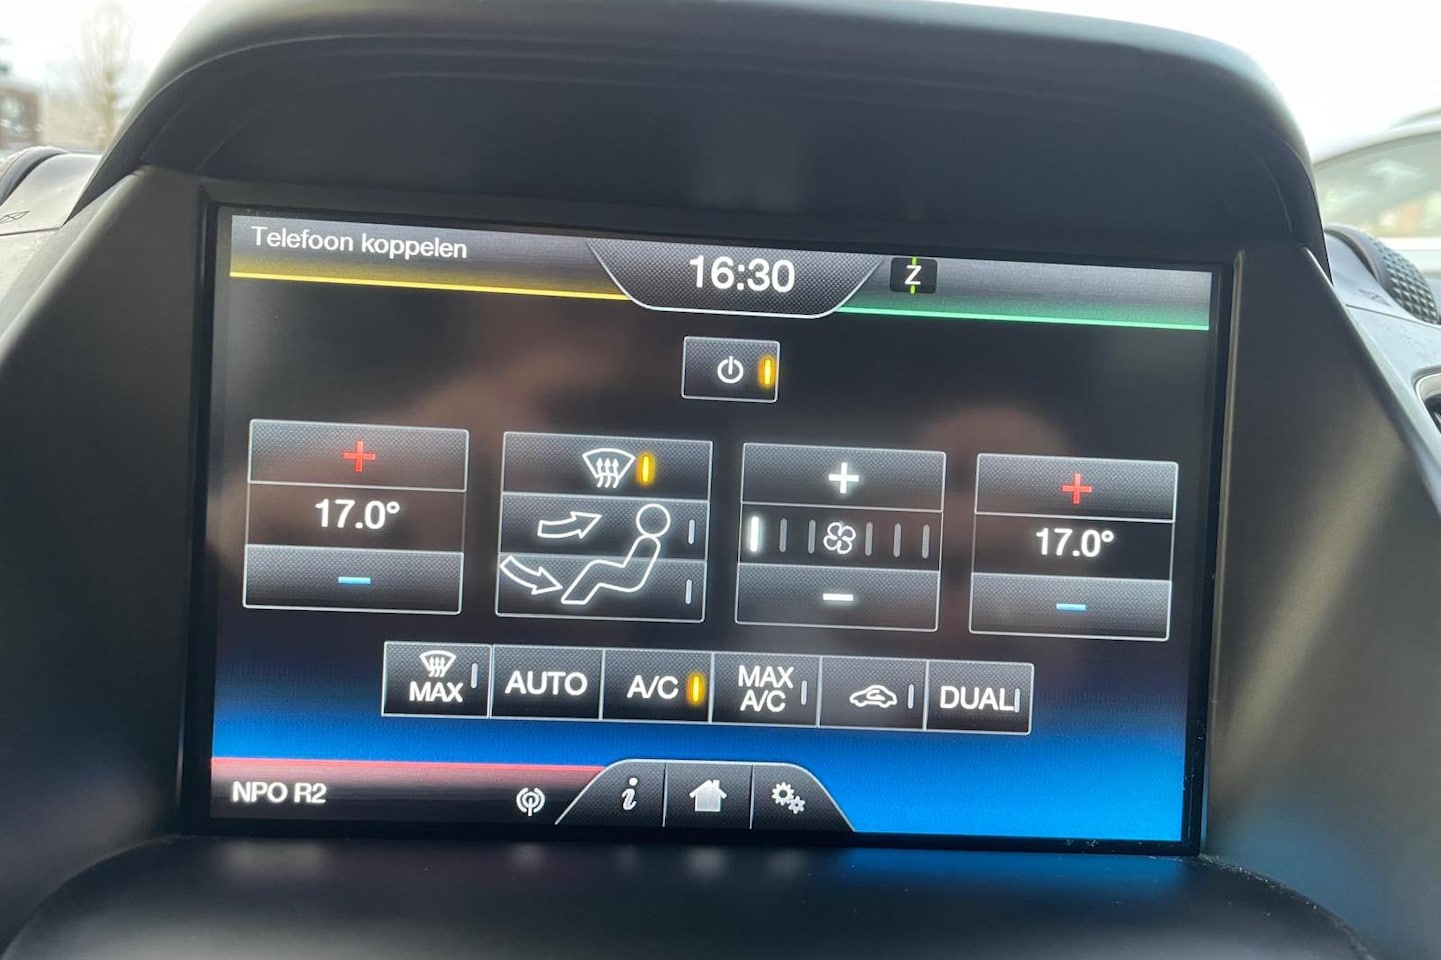 Telefoon koppelen
16:30
Z
17.0°
17.0°
MAX
AUTO
A/C
MAX
A/C
DUAL
NPO R2
i